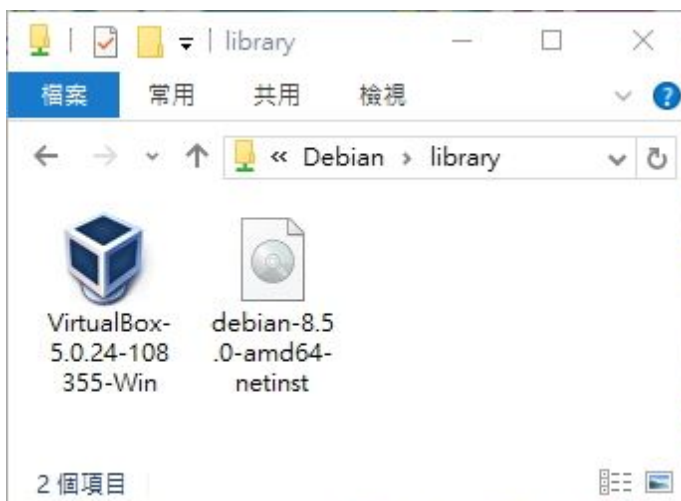 library
檔案 常用 共用 檢視
« Debian › library
VirtualBox-
5.0.24-108
355-Win
debian-8.5
.0-amd64-
netinst
2 個項目